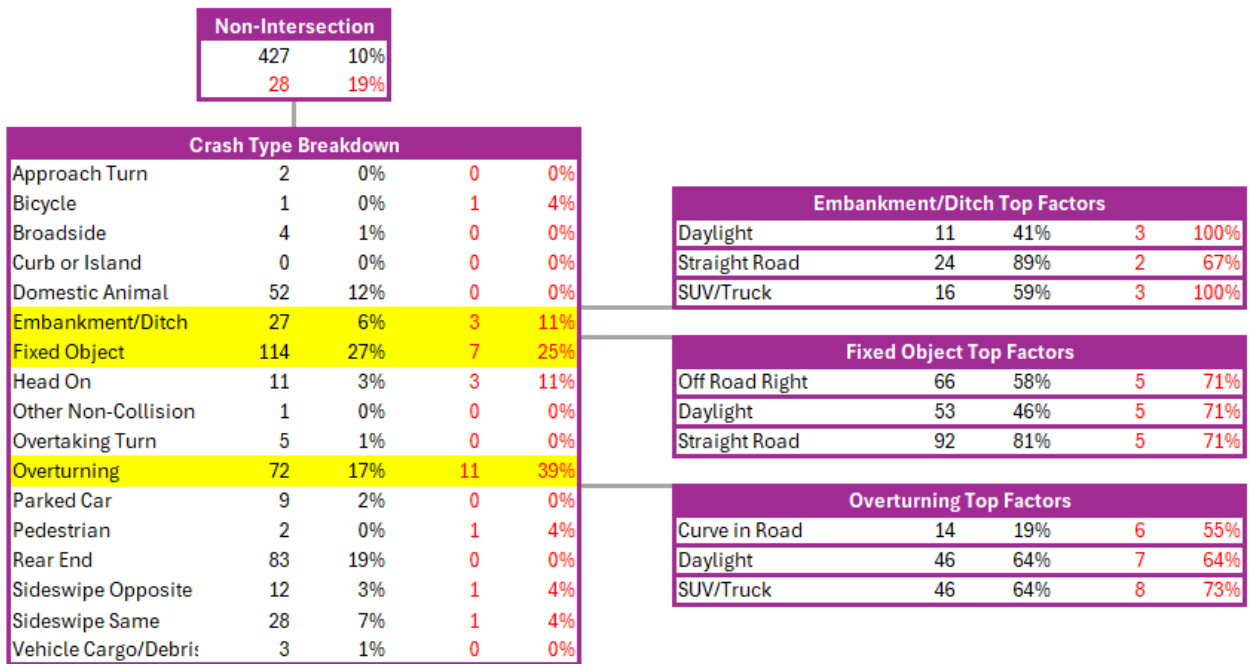 Non-Intersection
427 10%
28 19%
Crash Type Breakdown
Approach Turn 2 0% 0 0%
Bicycle 1 0% 1 4%
Broadside 4 1% 0 0%
Curb or Island 0 0% 0 0%
Domestic Animal 52 12% 0 0%
Embankment/Ditch 27 6% 3 11%
Fixed Object 114 27% 7 25%
Head On 11 3% 3 11%
Other Non-Collision 1 0% 0 0%
Overtaking Turn 5 1% 0 0%
Overturning 72 17% 11 39%
Parked Car 9 2% 0 0%
Pedestrian 2 0% 1 4%
Rear End 83 19% 0 0%
Sideswipe Opposite 12 3% 1 4%
Sideswipe Same 28 7% 1 4%
Vehicle Cargo/Debris 3 1% 0 0%
Embankment/Ditch Top Factors
Daylight 11 41% 3 100%
Straight Road 24 89% 2 67%
SUV/Truck 16 59% 3 100%
Fixed Object Top Factors
Off Road Right 66 58% 5 71%
Daylight 53 46% 5 71%
Straight Road 92 81% 5 71%
Overturning Top Factors
Curve in Road 14 19% 6 55%
Daylight 46 64% 7 64%
SUV/Truck 46 64% 8 73%